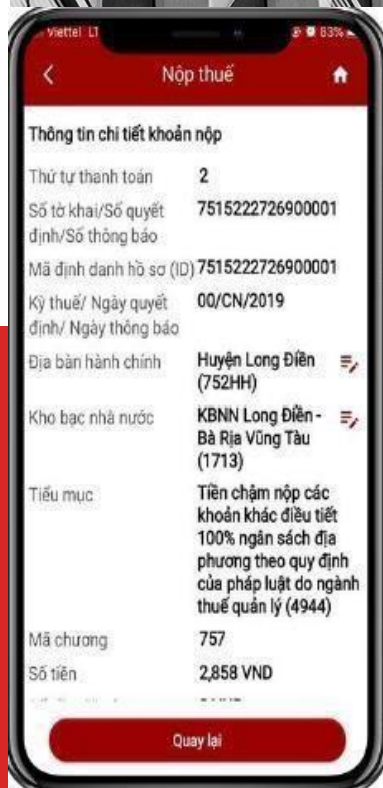 Viettel LT
83%
Nộp thuế
Thông tin chi tiết khoản nộp
Thứ tự thanh toán 2
Số tờ khai/Số quyết 7515222726900001
định/Số thông báo
Mã định danh hồ sơ (ID) 7515222726900001
Kỳ thuế/ Ngày quyết 00/CN/2019
định/ Ngày thông báo
Địa bàn hành chính Huyện Long Điền
(752HH)
Kho bạc nhà nước KBNN Long Điền -
Bà Rịa Vũng Tàu
(1713)
Tiểu mục Tiền chậm nộp các
khoản khác điều tiết
100% ngân sách địa
phương theo quy định
của pháp luật do ngành
thuế quản lý (4944)
Mã chương 757
Số tiền 2,858 VND
Quay lại